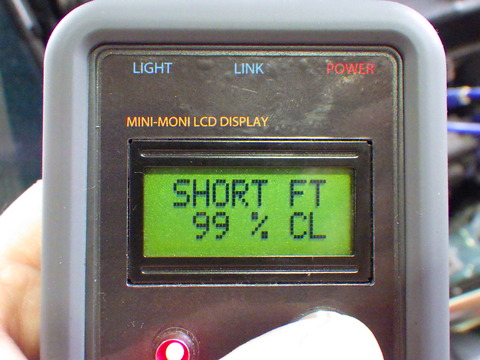 LIGHT LINK POWER
MINI-MONI LCD DISPLAY
SHORT FT
99 % CL